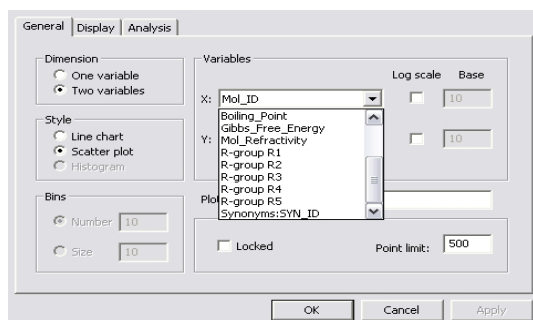 General Display Analysis
Dimension
One variable
Two variables
Style
Line chart
Scatter plot
Histogram
Bins
Number 10
Size 10
Variables
Log scale Base
X: Mol_ID 10
Boiling_Point
Gibbs_Free_Energy
Y: Mol_Refractivity 10
R-group R1
R-group R2
R-group R3
R-group R4
R-group R5
Synonyms:SYN_ID
Locked Point limit: 500
OK Cancel Apply